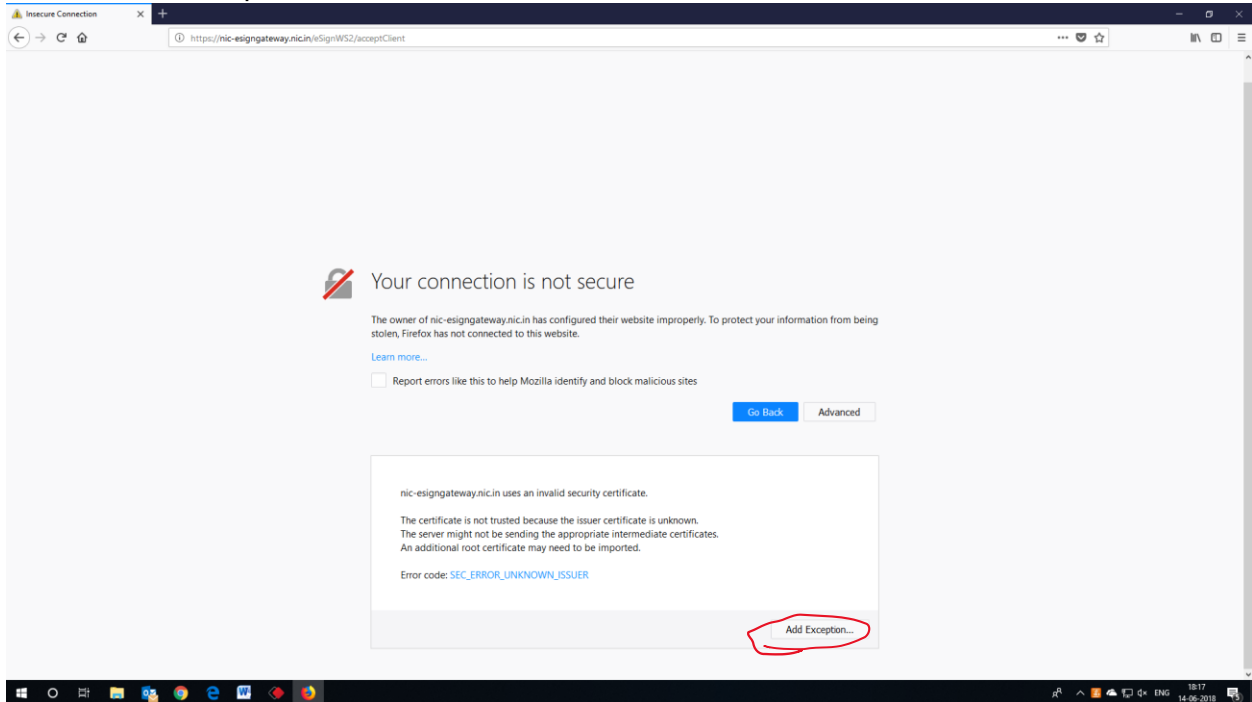 Insecure Connection
https://nic-esigngateway.nic.in/eSignWS2/acceptClient
Your connection is not secure
The owner of nic-esigngateway.nic.in has configured their website improperly. To protect your information from being
stolen, Firefox has not connected to this website.
Learn more...
Report errors like this to help Mozilla identify and block malicious sites
Go Back Advanced
nic-esigngateway.nic.in uses an invalid security certificate.
The certificate is not trusted because the issuer certificate is unknown.
The server might not be sending the appropriate intermediate certificates.
An additional root certificate may need to be imported.
Error code: SEC_ERROR_UNKNOWN_ISSUER
Add Exception...
ENG
18:17
14-06-2018